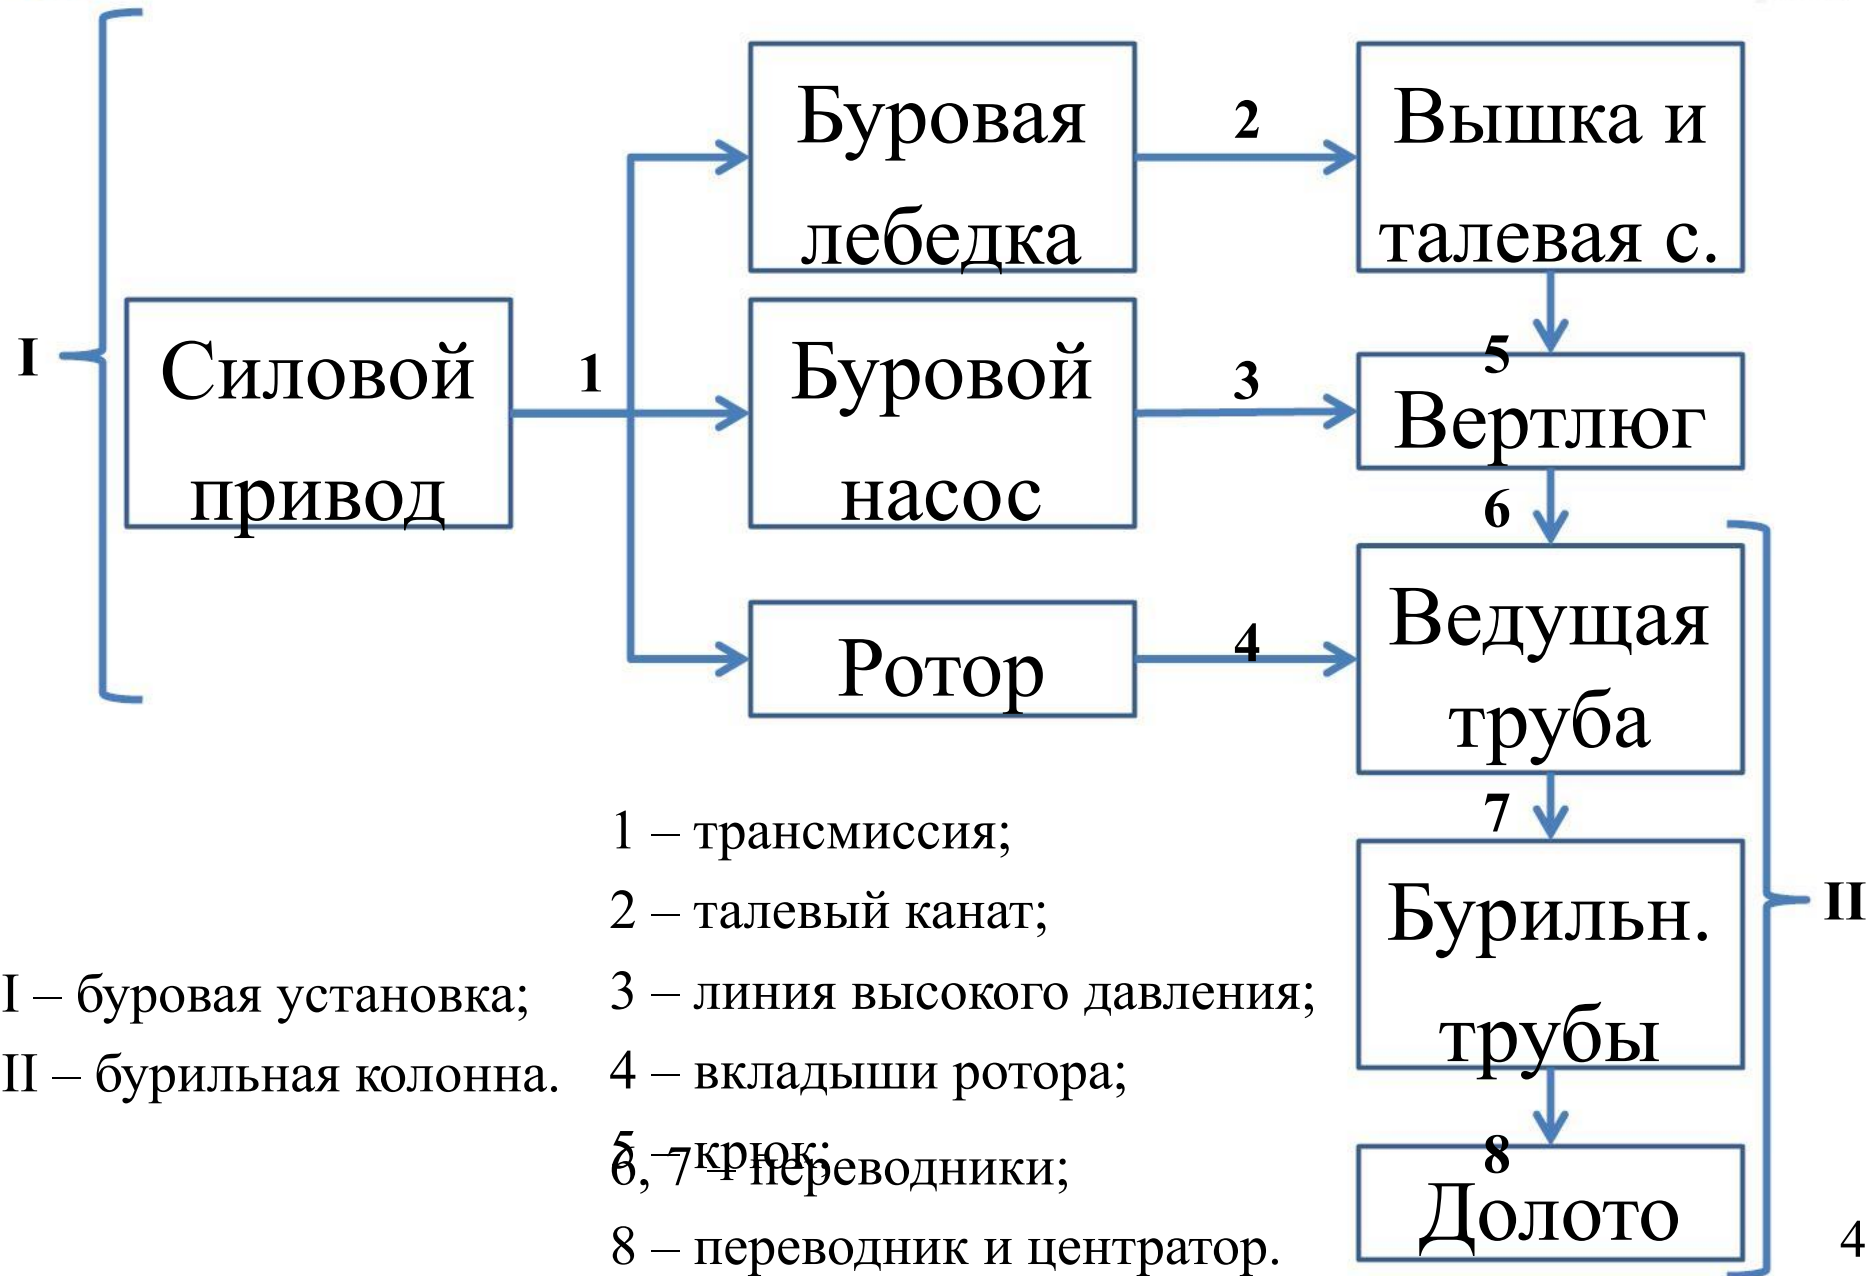 Буровая
лебедка
2
Вышка и
талевая с.
I
Силовой
привод
1
Буровой
насос
3
5
Вертлюг
6
Ротор
4
Ведущая
труба
7
Бурильн.
трубы
II
8
Долото
I – буровая установка;
II – бурильная колонна.
1 – трансмиссия;
2 – талевый канат;
3 – линия высокого давления;
4 – вкладыши ротора;
5 – крюк;
6, 7 – переводники;
8 – переводник и центратор.
4